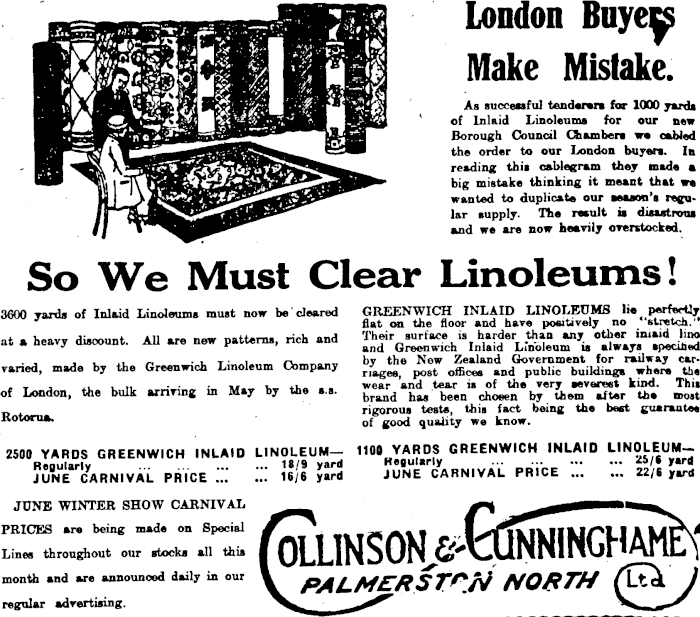 London Buyers
Make Mistake.
As successful tenderers for 1000 yards
of Inlaid Linoleums for our new
Borough Council Chambers we cabled
the order to our London buyers. In
reading this cablegram they made a
big mistake thinking it meant that we
wanted to duplicate our season's regu-
lar supply. The result is disastrous
and we are now heavily overstocked.
So We Must Clear Linoleums!
3600 yards of Inlaid Linoleums must now be cleared
at a heavy discount. All are new patterns, rich and
varied, made by the Greenwich Linoleum Company
of London, the bulk arriving in May by the s.s.
Rotorua.
2500 YARDS GREENWICH INLAID LINOLEUM—
Regularly ... ... ... ... 18/9 yard
JUNE CARNIVAL PRICE ... ... 16/6 yard
JUNE WINTER SHOW CARNIVAL
PRICES are being made on Special
Lines throughout our stocks all this
month and are announced daily in our
regular advertising.
GREENWICH INLAID LINOLEUMS lie perfectly
flat on the floor and have positively no "stretch."
Their surface is harder than any other inlaid lino
and Greenwich Inlaid Linoleum is always specified
by the New Zealand Government for railway car-
riages, post offices and public buildings where the
wear and tear is of the very severest kind. This
brand has been chosen by them after the most
rigorous tests, this fact being the best guarantee
of good quality we know.
1100 YARDS GREENWICH INLAID LINOLEUM—
Regularly ... ... ... ... 25/6 yard
JUNE CARNIVAL PRICE ... ... 22/6 yard
COLLINSON & CUNNINGHAME
PALMERSTON NORTH Ltd